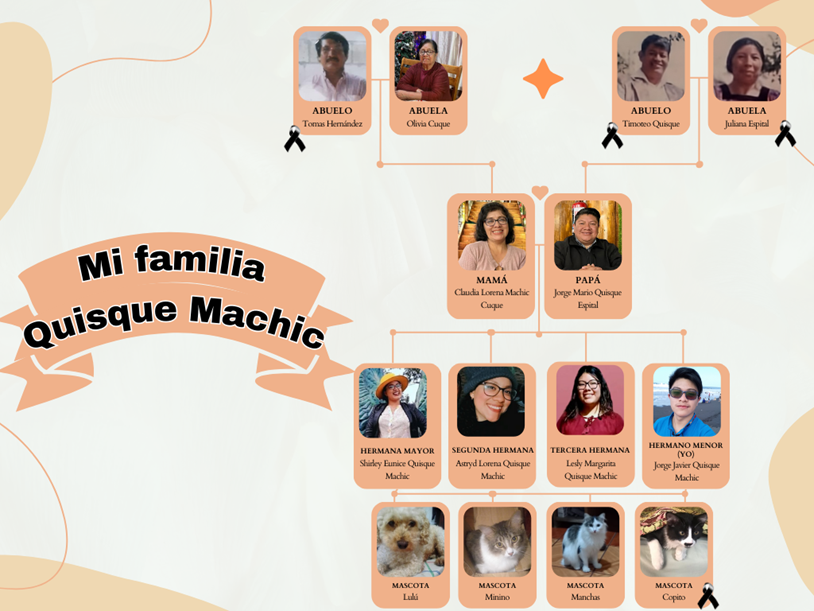 ABUELO
Tomas Hernández
ABUELA
Olivia Cuque
ABUELO
Timoteo Quisque
ABUELA
Juliana Espital
Mi familia
Quisque Machic
MAMÁ
Claudia Lorena Machic
Cuque
PAPÁ
Jorge Mario Quisque
Espital
HERMANA MAYOR
Shirley Eunice Quisque
Machic
SEGUNDA HERMANA
Astryd Lorena Quisque
Machic
TERCERA HERMANA
Lesly Margarita
Quisque Machic
HERMANO MENOR
(YO)
Jorge Javier Quisque
Machic
MASCOTA
Lulú
MASCOTA
Minino
MASCOTA
Manchas
MASCOTA
Copito